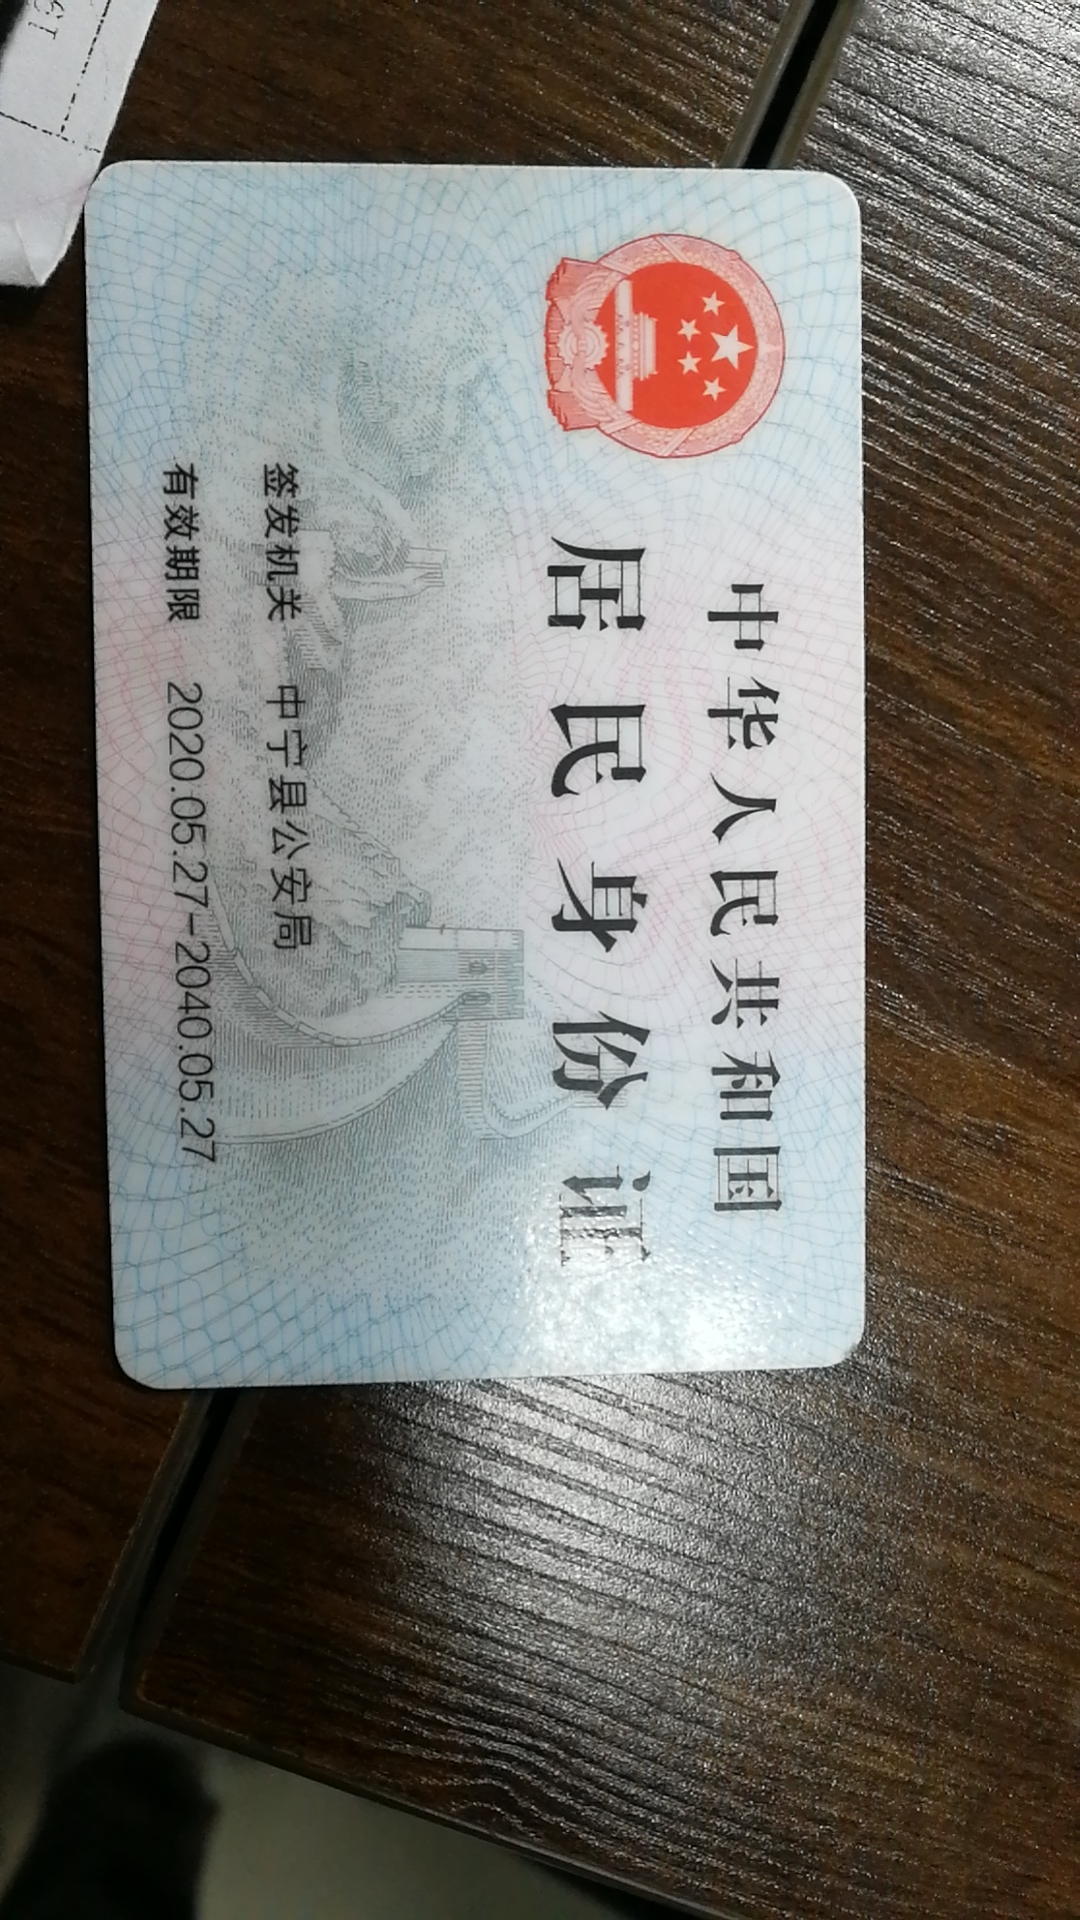 中华人民共和国
居民身份证
签发机关 中宁县公安局
有效期限 2020.05.27-2040.05.27